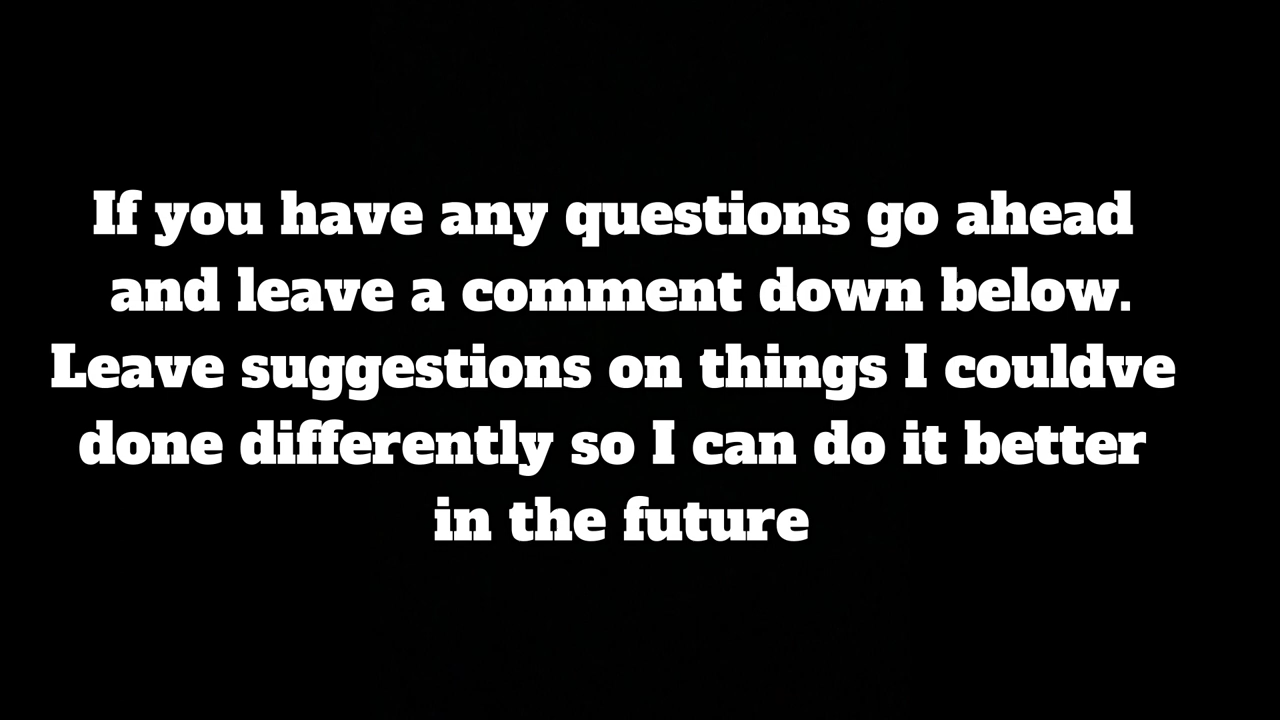 If you have any questions go ahead
and leave a comment down below.
Leave suggestions on things I couldve
done differently so I can do it better
in the future